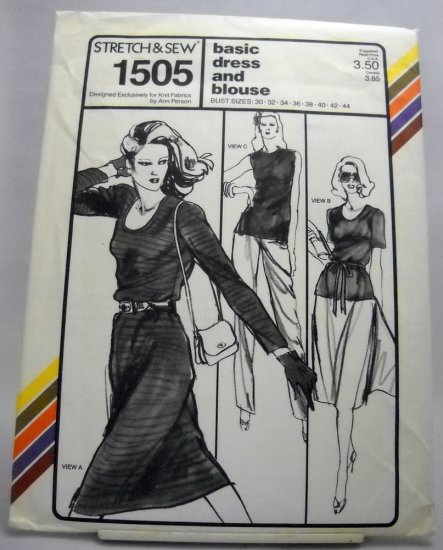 STRETCH & SEW®
1505
Designed Exclusively for Knit Fabrics
by Ann Person
basic
dress
and
blouse
BUST SIZES: 30 · 32 · 34 · 36 · 38 · 40 · 42 · 44
Suggested
Retail Price
U.S.A.
3.50
Canada
3.85
VIEW C
VIEW B
VIEW A